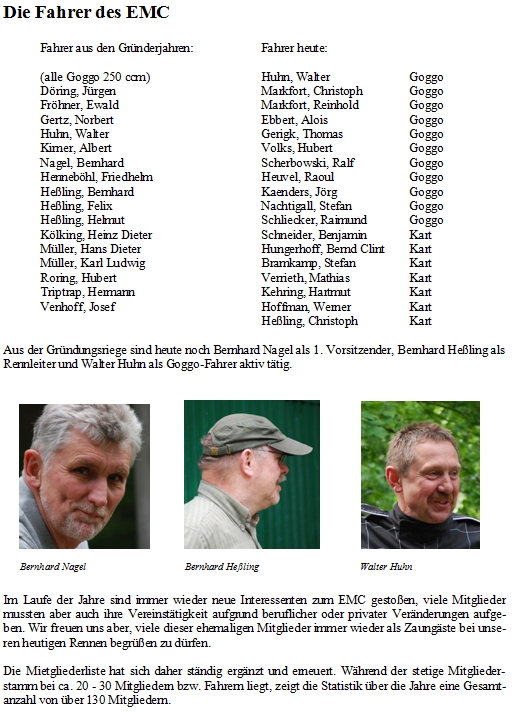 Die Fahrer des EMC
Fahrer aus den Gründerjahren: Fahrer heute:
(alle Goggo 250 ccm) Huhn, Walter Goggo
Döring, Jürgen Markfort, Christoph Goggo
Fröhner, Ewald Markfort, Reinhold Goggo
Gertz, Norbert Ebbert, Alois Goggo
Huhn, Walter Gerigk, Thomas Goggo
Kirner, Albert Volks, Hubert Goggo
Nagel, Bernhard Scherbowski, Ralf Goggo
Henneböhl, Friedhelm Heuvel, Raoul Goggo
Heßling, Bernhard Kaenders, Jörg Goggo
Heßling, Felix Nachtigall, Stefan Goggo
Heßling, Helmut Schliecker, Raimund Goggo
Kölking, Heinz Dieter Schneider, Benjamin Kart
Müller, Hans Dieter Hungerhoff, Bernd Clint Kart
Müller, Karl Ludwig Bramkamp, Stefan Kart
Roring, Hubert Verrieth, Mathias Kart
Triptrap, Hermann Kehring, Hartmut Kart
Venhoff, Josef Hoffman, Werner Kart
Heßling, Christoph Kart
Aus der Gründungsriege sind heute noch Bernhard Nagel als 1. Vorsitzender, Bernhard Heßling als
Rennleiter und Walter Huhn als Goggo-Fahrer aktiv tätig.
Bernhard Nagel Bernhard Heßling Walter Huhn
Im Laufe der Jahre sind immer wieder neue Interessenten zum EMC gestoßen, viele Mitglieder
mussten aber auch ihre Vereinstätigkeit aufgrund beruflicher oder privater Veränderungen aufge-
ben. Wir freuen uns aber, viele dieser ehemaligen Mitglieder immer wieder als Zaungäste bei unse-
ren heutigen Rennen begrüßen zu dürfen.
Die Mietgliederliste hat sich daher ständig ergänzt und erneuert. Während der stetige Mitglieder-
stamm bei ca. 20 - 30 Mitgliedern bzw. Fahrern liegt, zeigt die Statistik über die Jahre eine Gesamt-
anzahl von über 130 Mitgliedern.